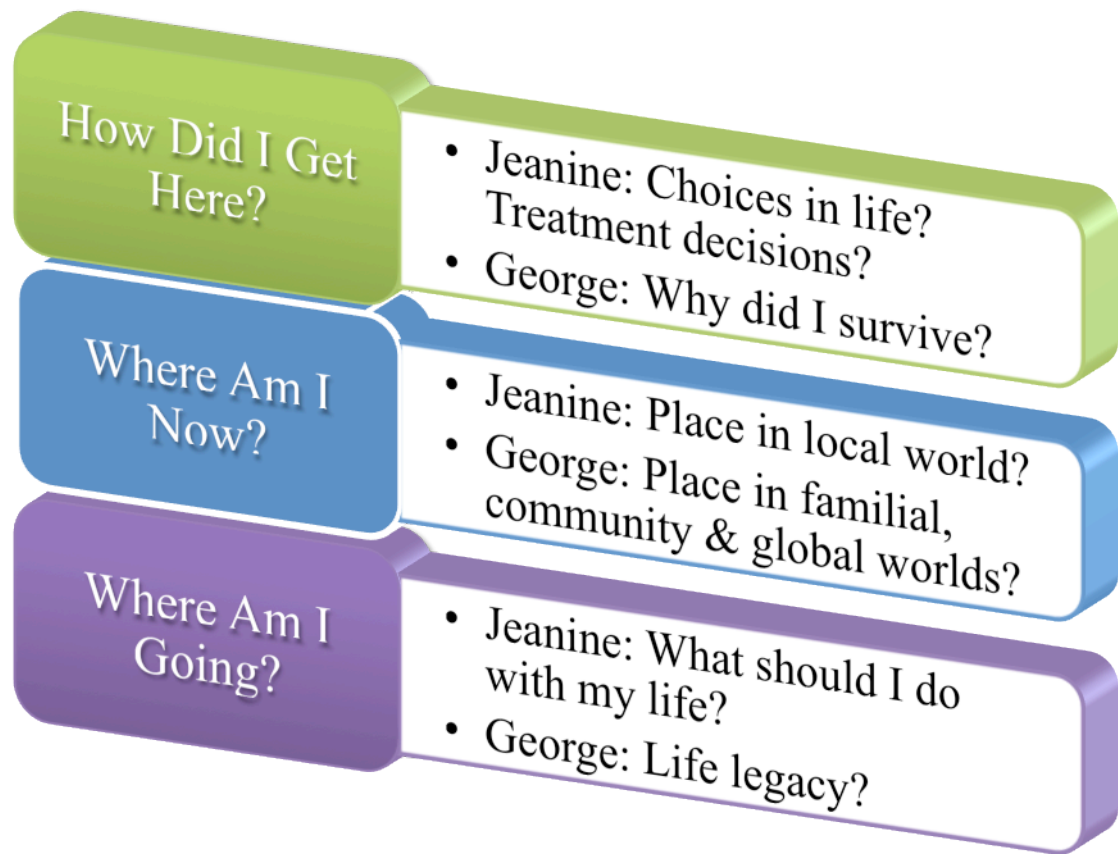 How Did I Get
Here?
• Jeanine: Choices in life?
Treatment decisions?
• George: Why did I survive?
Where Am I
Now?
• Jeanine: Place in local world?
• George: Place in familial,
community & global worlds?
Where Am I
Going?
• Jeanine: What should I do
with my life?
• George: Life legacy?